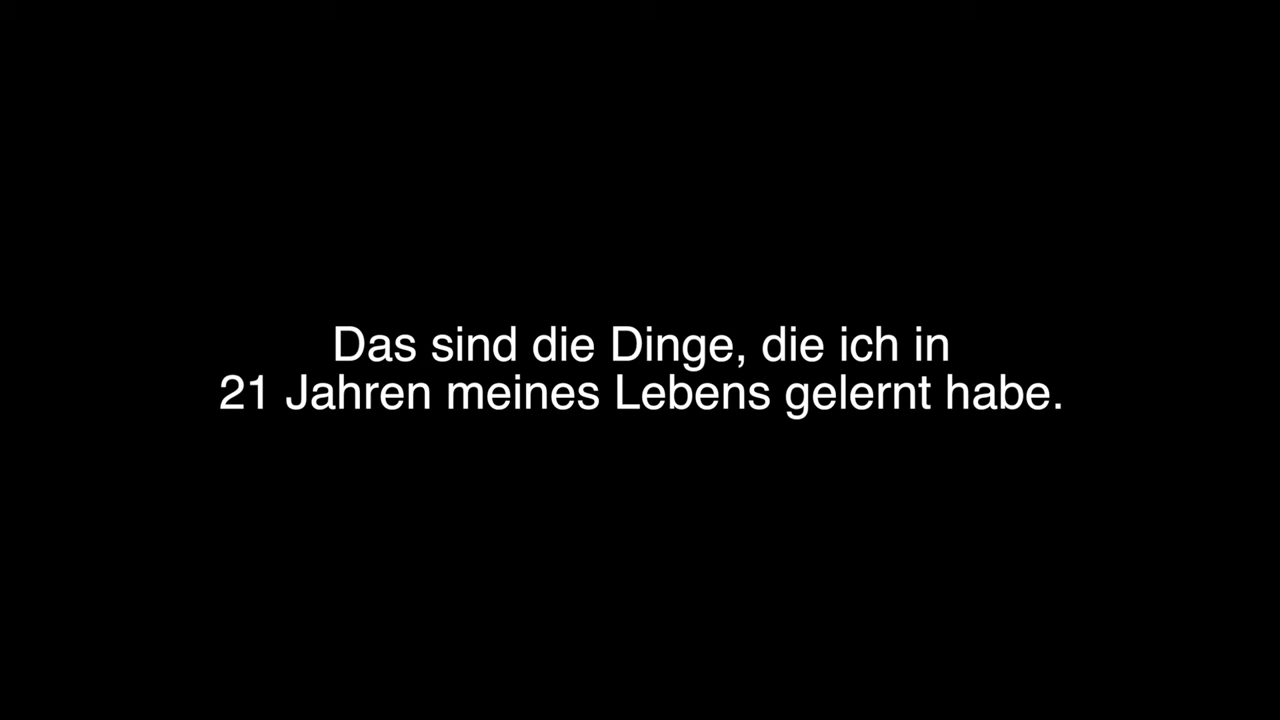 Das sind die Dinge, die ich in
21 Jahren meines Lebens gelernt habe.